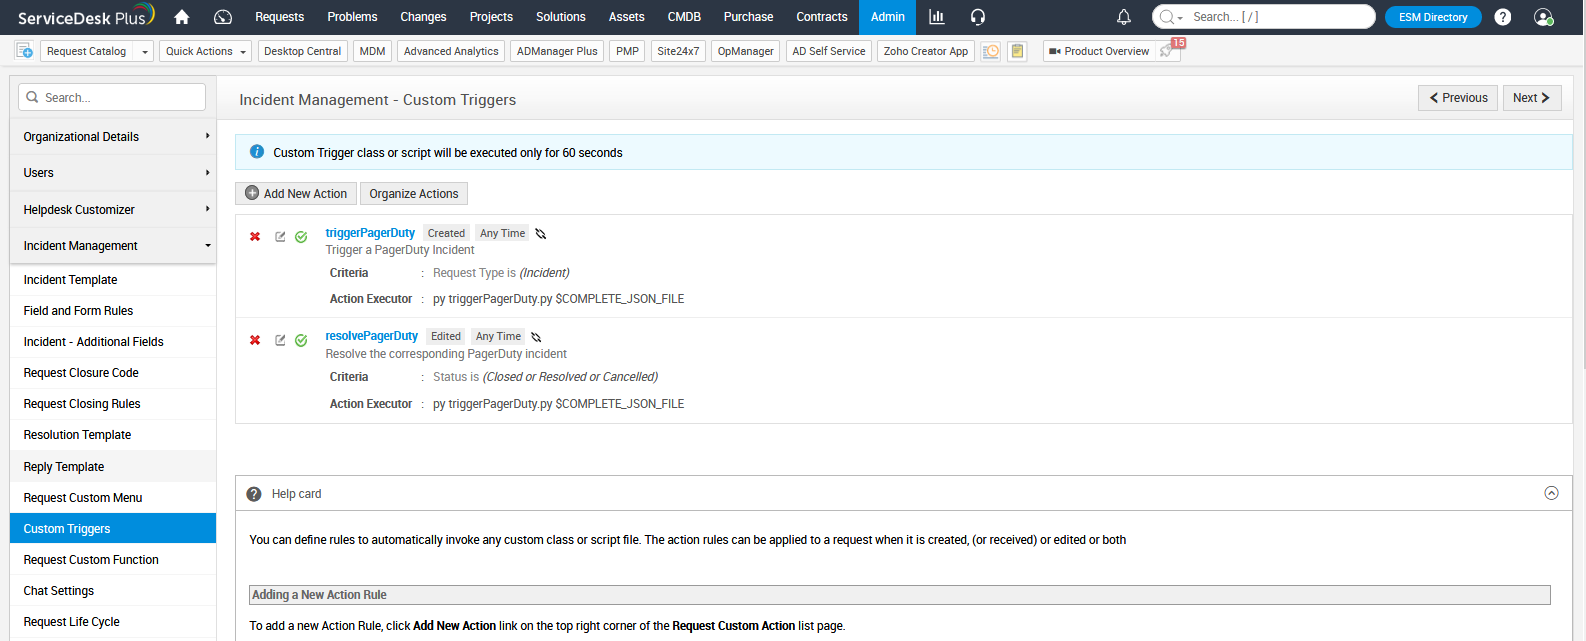 ServiceDesk Plus Requests Problems Changes Projects Solutions Assets CMDB Purchase Contracts Admin Search... [ / ] ESM Directory ?
Request Catalog Quick Actions Desktop Central MDM Advanced Analytics ADManager Plus PMP Site24x7 OpManager AD Self Service Zoho Creator App Product Overview 15
Search...
Organizational Details
Users
Helpdesk Customizer
Incident Management
Incident Template
Field and Form Rules
Incident - Additional Fields
Request Closure Code
Request Closing Rules
Resolution Template
Reply Template
Request Custom Menu
Custom Triggers
Request Custom Function
Chat Settings
Request Life Cycle
Incident Management - Custom Triggers Previous Next
i Custom Trigger class or script will be executed only for 60 seconds
Add New Action Organize Actions
triggerPagerDuty Created Any Time
Trigger a PagerDuty Incident
Criteria : Request Type is (Incident)
Action Executor : py triggerPagerDuty.py $COMPLETE_JSON_FILE
resolvePagerDuty Edited Any Time
Resolve the corresponding PagerDuty incident
Criteria : Status is (Closed or Resolved or Cancelled)
Action Executor : py triggerPagerDuty.py $COMPLETE_JSON_FILE
? Help card
You can define rules to automatically invoke any custom class or script file. The action rules can be applied to a request when it is created, (or received) or edited or both
Adding a New Action Rule
To add a new Action Rule, click Add New Action link on the top right corner of the Request Custom Action list page.